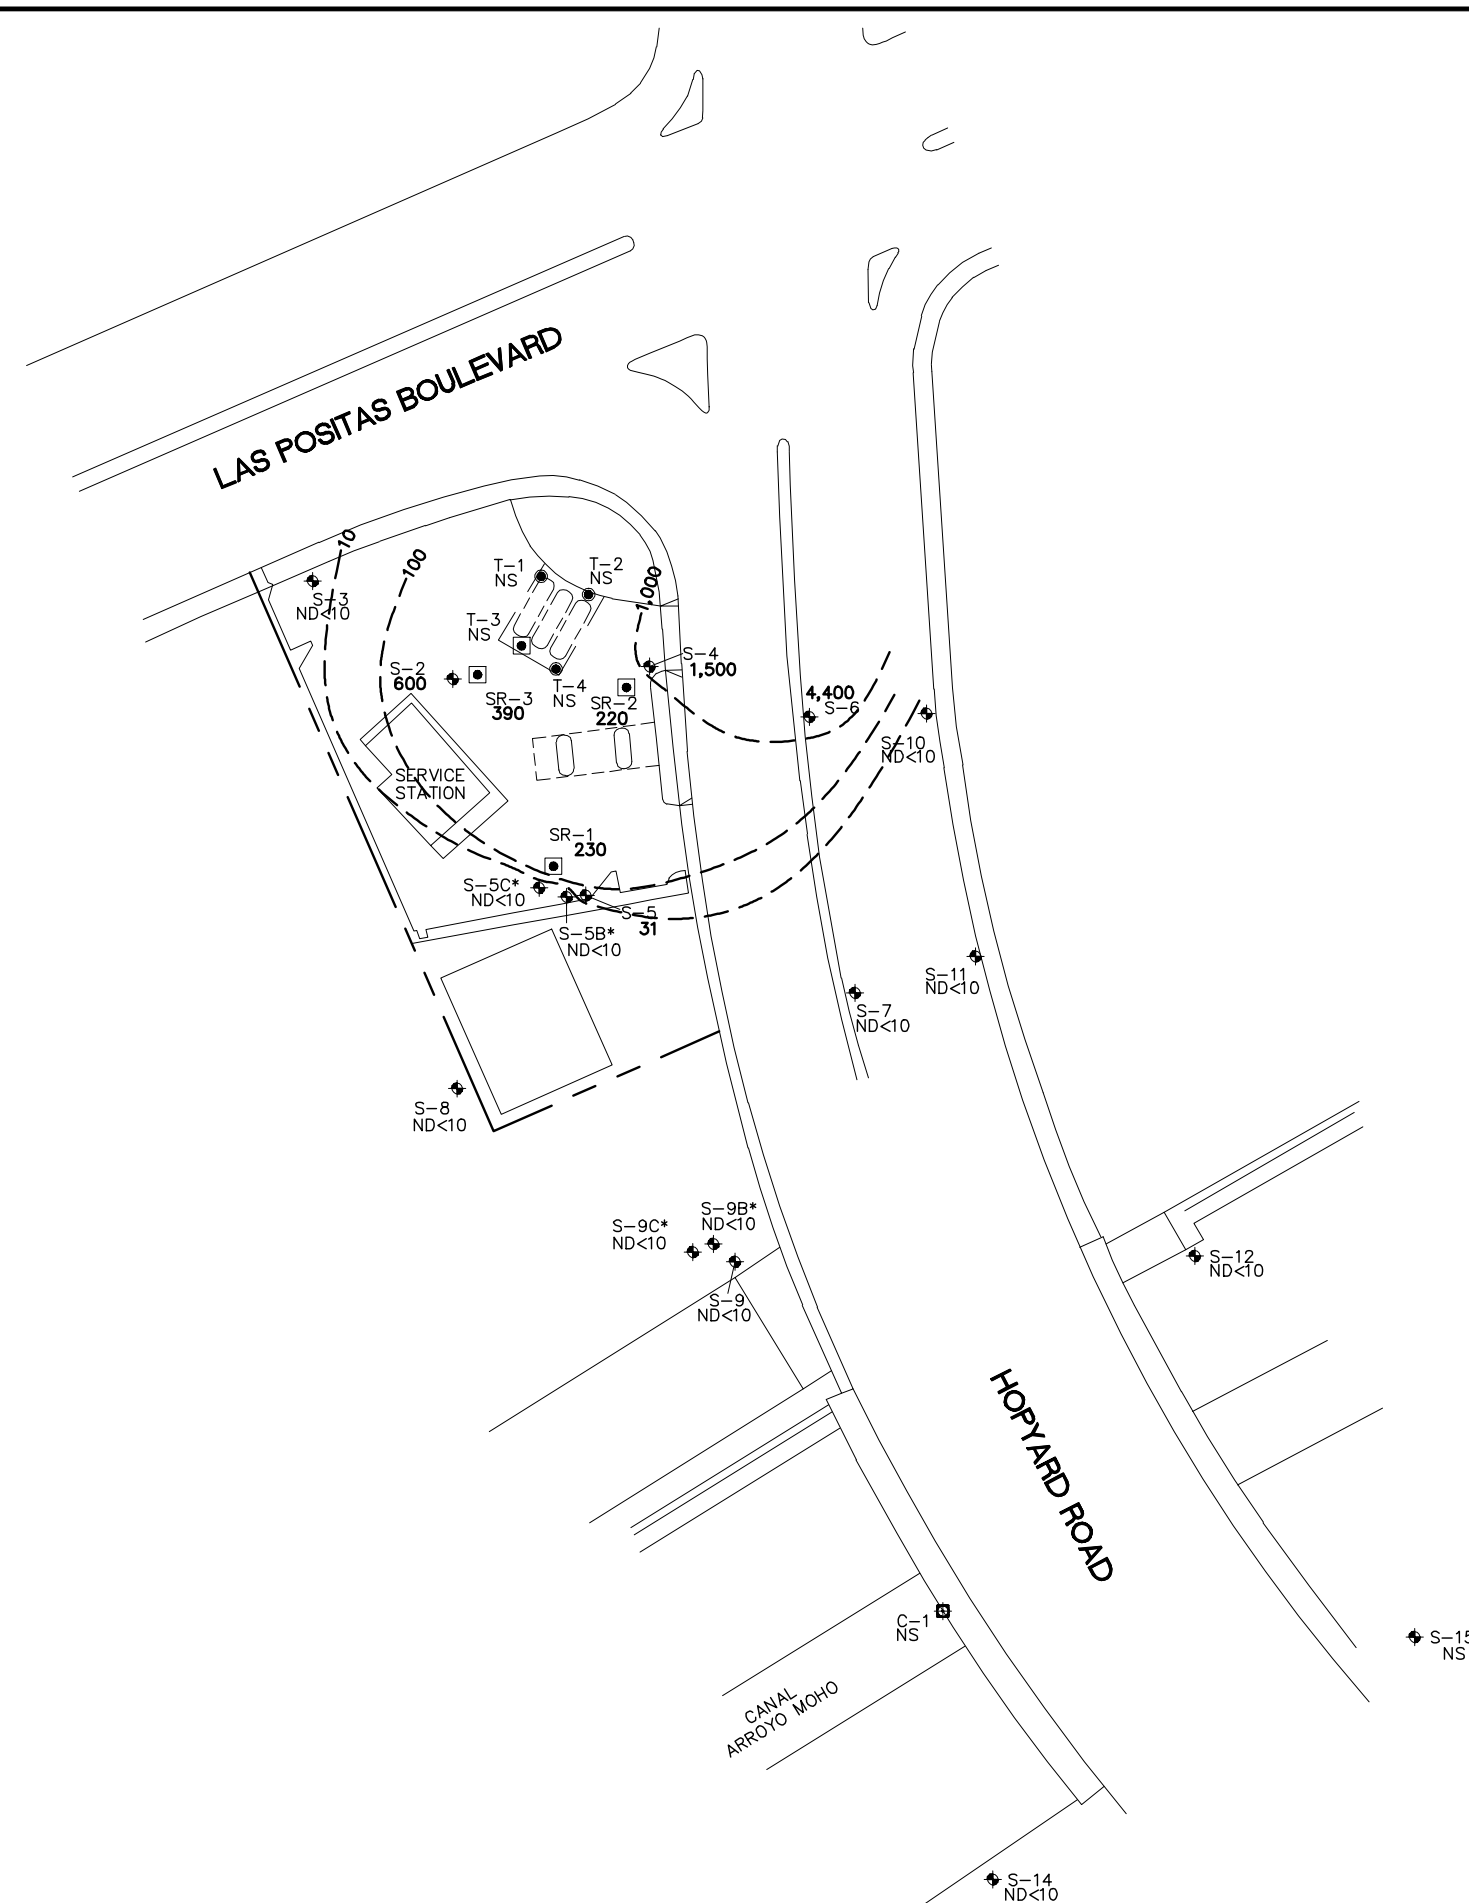 LAS POSITAS BOULEVARD
10
100
1,000
T-1
NS
T-2
NS
S-3
ND<10
T-3
NS
S-4
1,500
S-2
600
T-4
NS
SR-3
390
SR-2
220
4,400
S-6
S-10
ND<10
SERVICE
STATION
SR-1
230
S-5C*
ND<10
S-5
31
S-5B*
ND<10
S-11
ND<10
S-7
ND<10
S-8
ND<10
S-9B*
ND<10
S-9C*
ND<10
S-12
ND<10
S-9
ND<10
HOPYARD ROAD
C-1
NS
S-15
NS
CANAL
ARROYO MOHO
S-14
ND<10